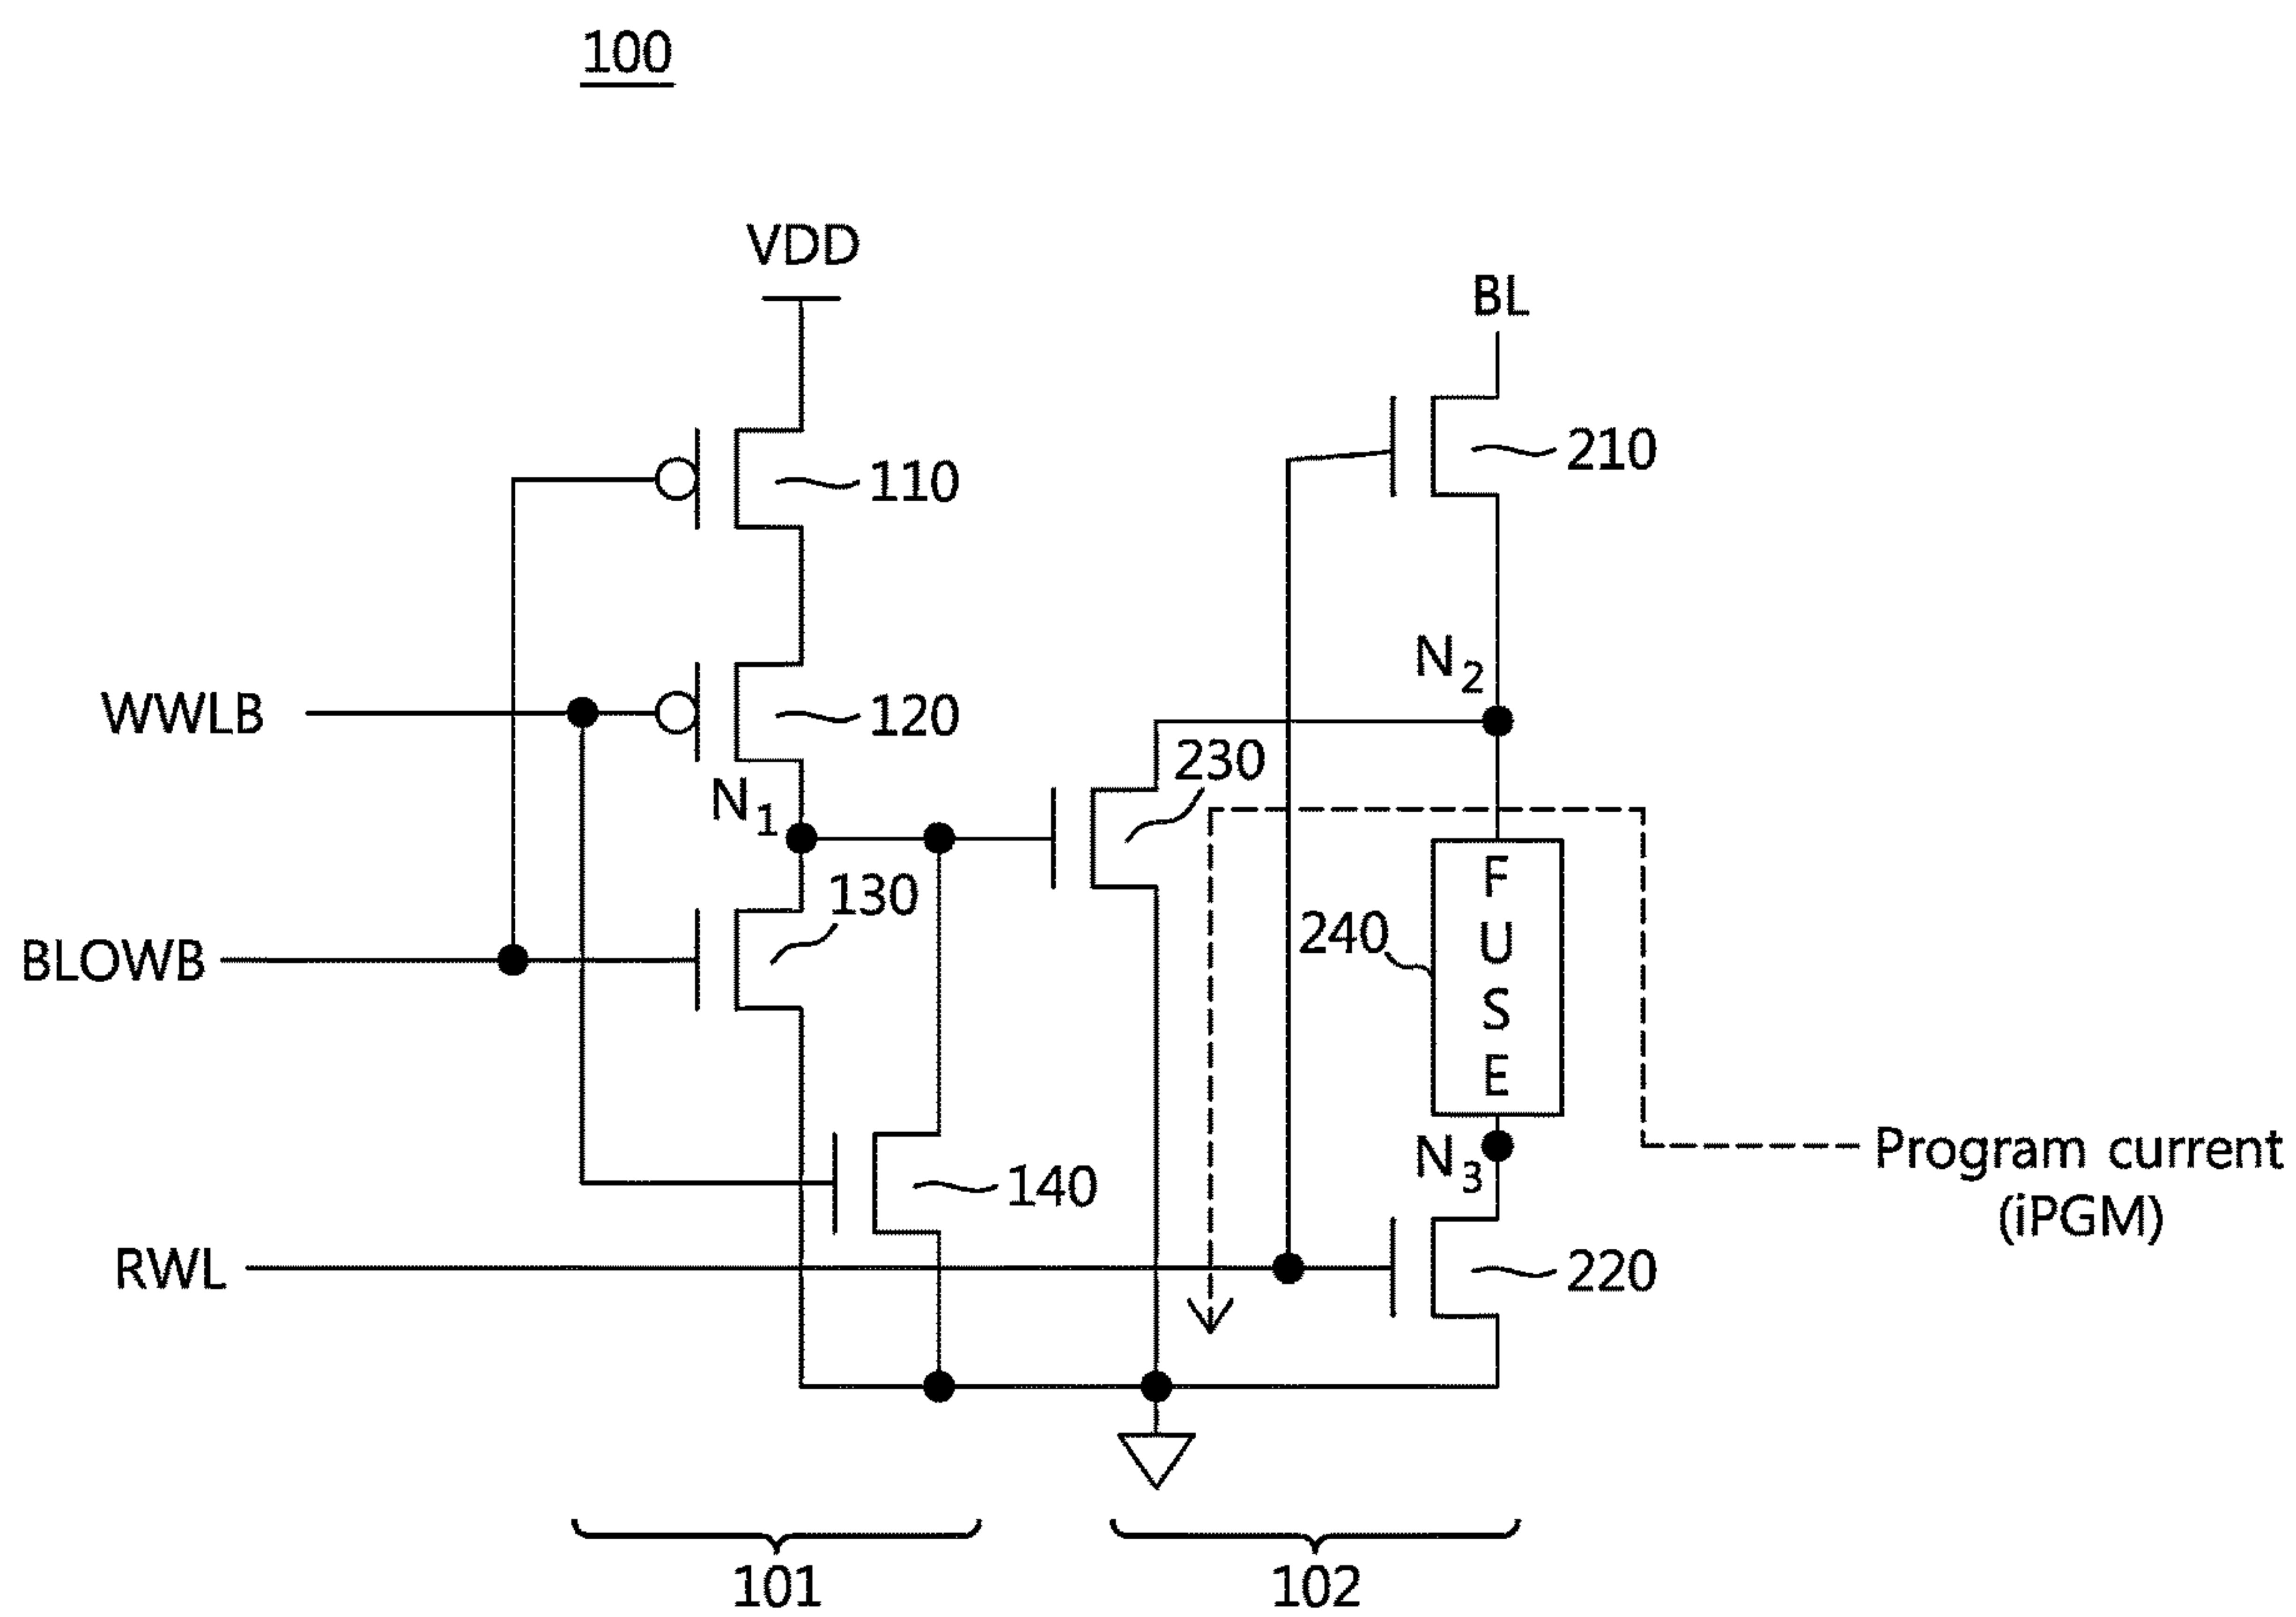 100
VDD
BL
210
110
N2
WWLB
120
230
N1
130
240
FUSE
BLOWB
N3
Program current
(iPGM)
140
RWL
220
101
102